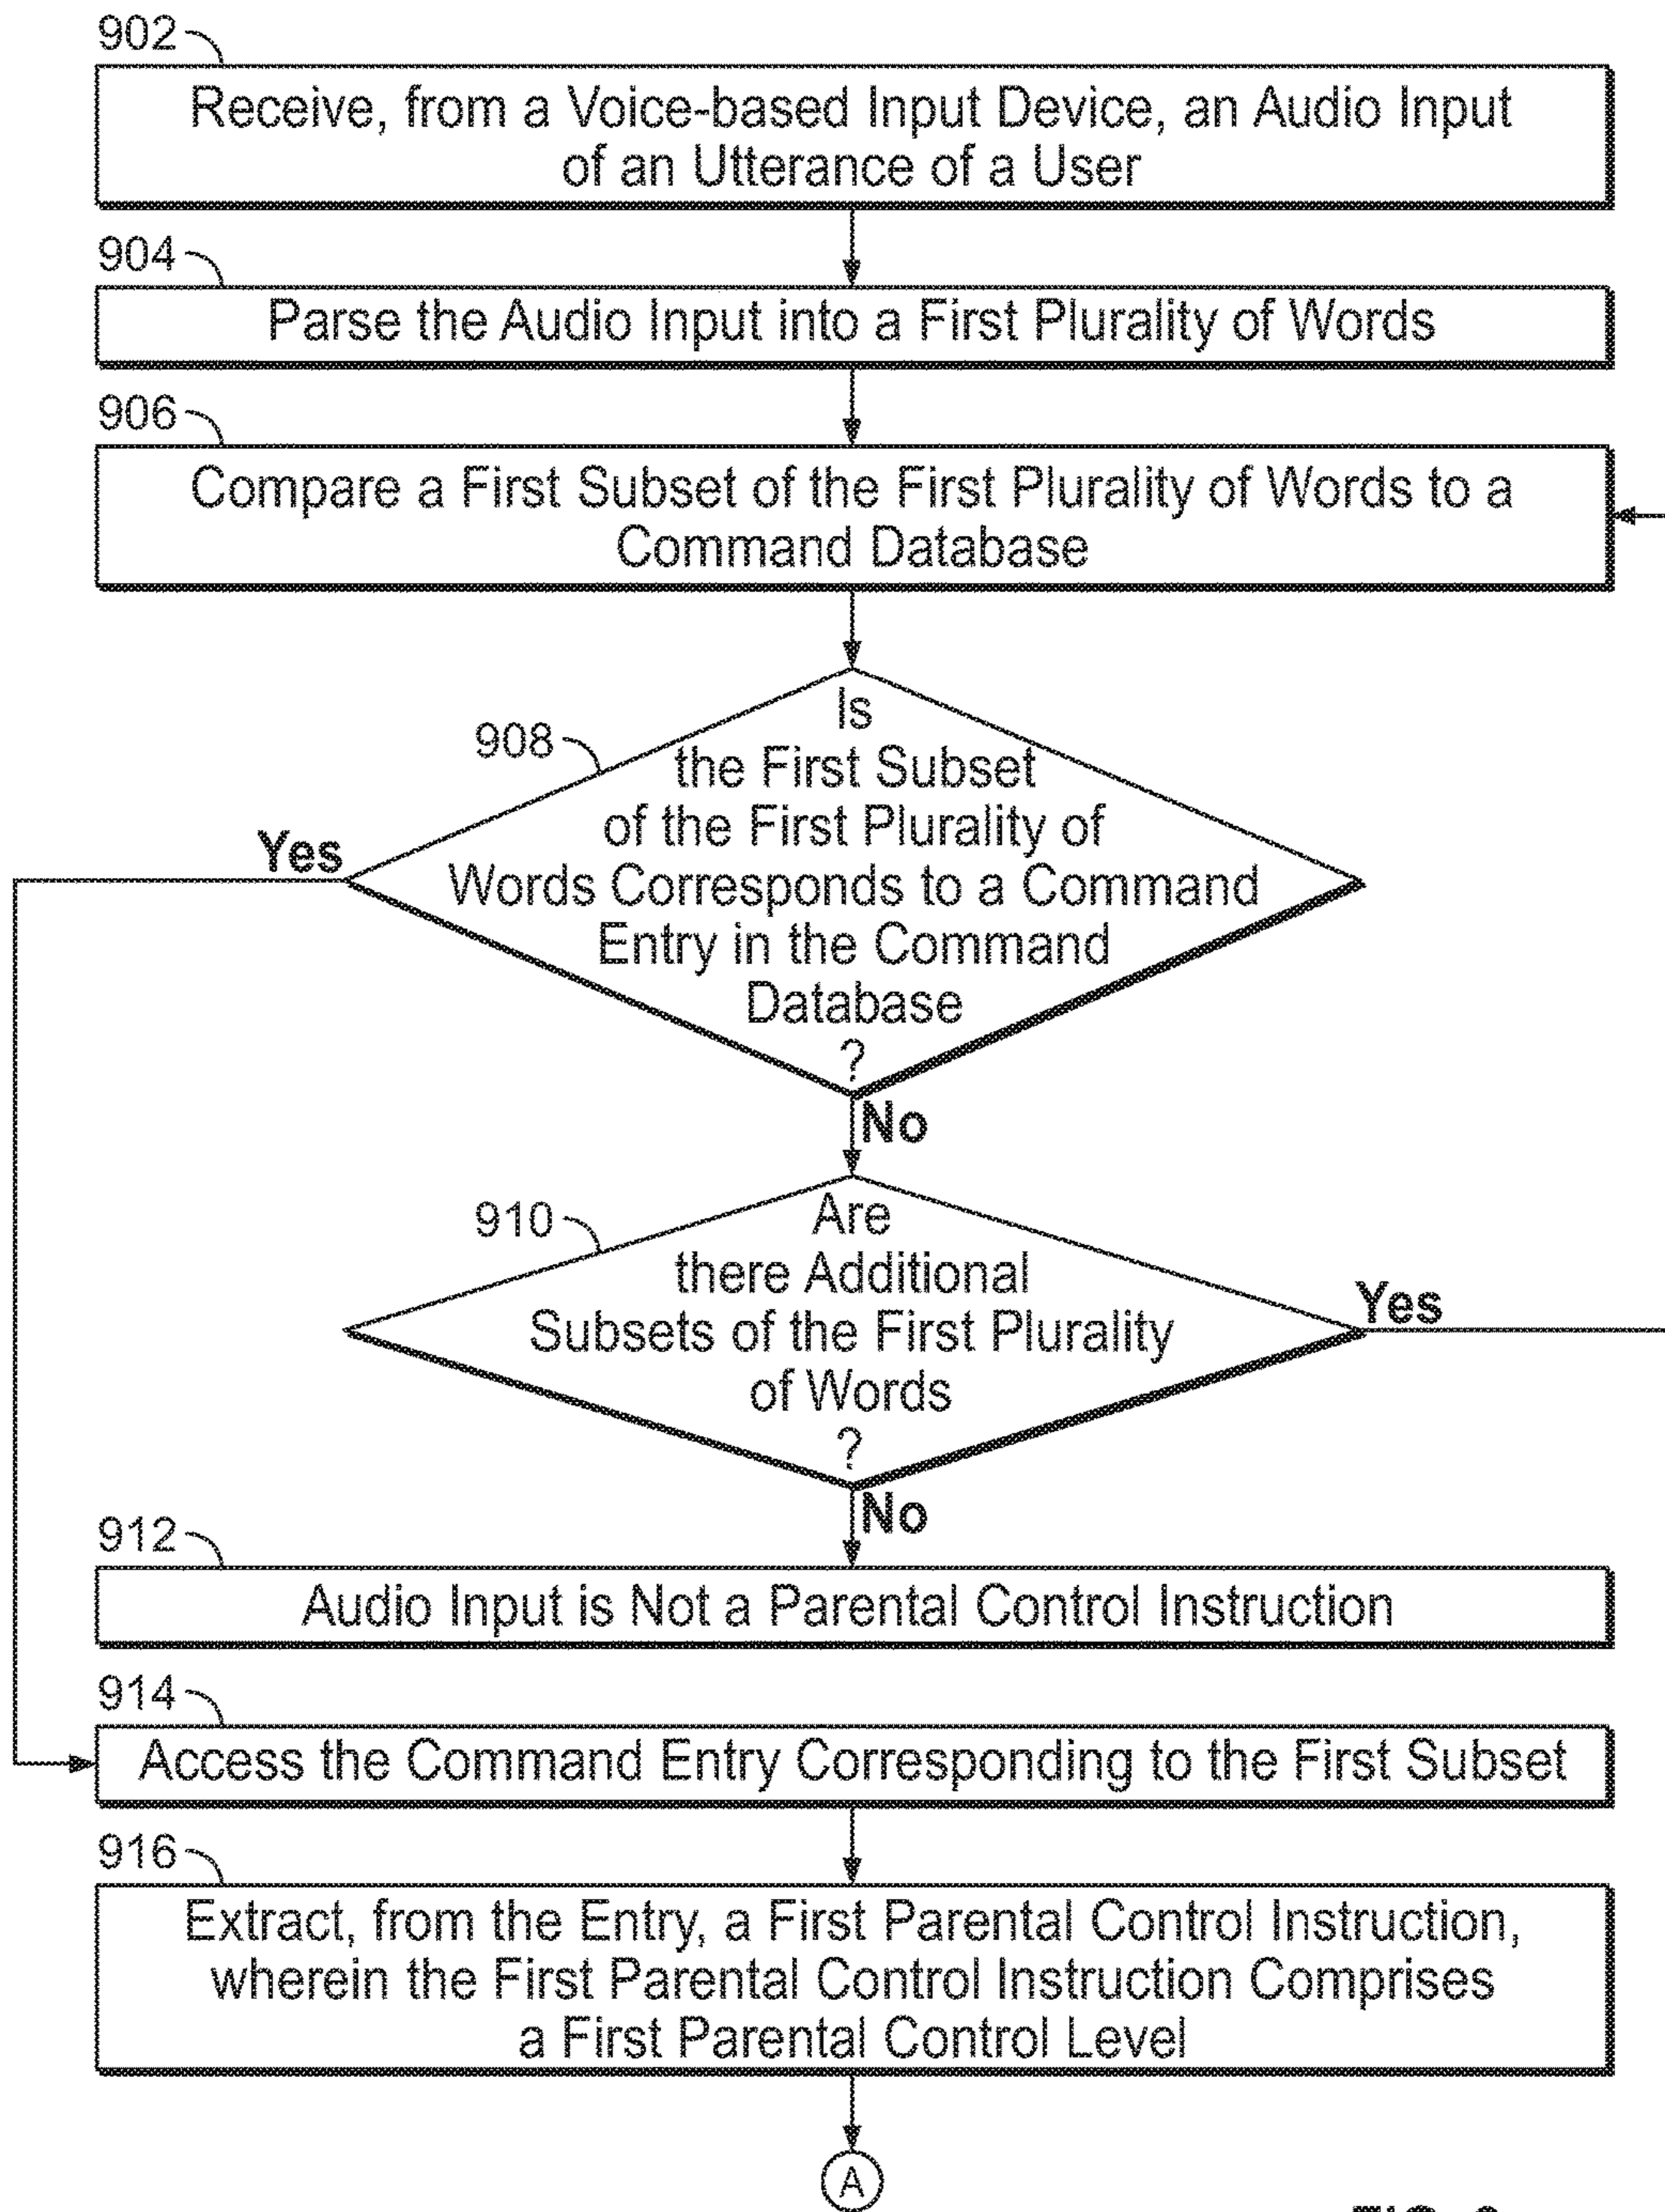 902
Receive, from a Voice-based Input Device, an Audio Input
of an Utterance of a User
904
Parse the Audio Input into a First Plurality of Words
906
Compare a First Subset of the First Plurality of Words to a
Command Database
908
Is
the First Subset
of the First Plurality of
Words Corresponds to a Command
Entry in the Command
Database
?
Yes
No
910
Are
there Additional
Subsets of the First Plurality
of Words
?
Yes
No
912
Audio Input is Not a Parental Control Instruction
914
Access the Command Entry Corresponding to the First Subset
916
Extract, from the Entry, a First Parental Control Instruction,
wherein the First Parental Control Instruction Comprises
a First Parental Control Level
A